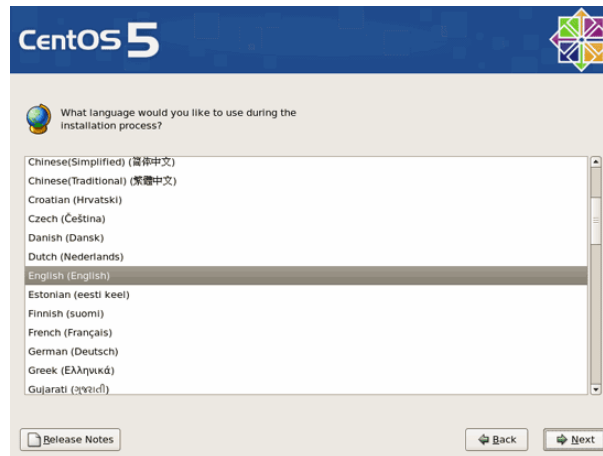 CentOS 5
What language would you like to use during the
installation process?
Chinese(Simplified) (简体中文)
Chinese(Traditional) (繁體中文)
Croatian (Hrvatski)
Czech (Čeština)
Danish (Dansk)
Dutch (Nederlands)
English (English)
Estonian (eesti keel)
Finnish (suomi)
French (Français)
German (Deutsch)
Greek (Ελληνικά)
Gujarati (ગુજરાતી)
Release Notes
Back
Next